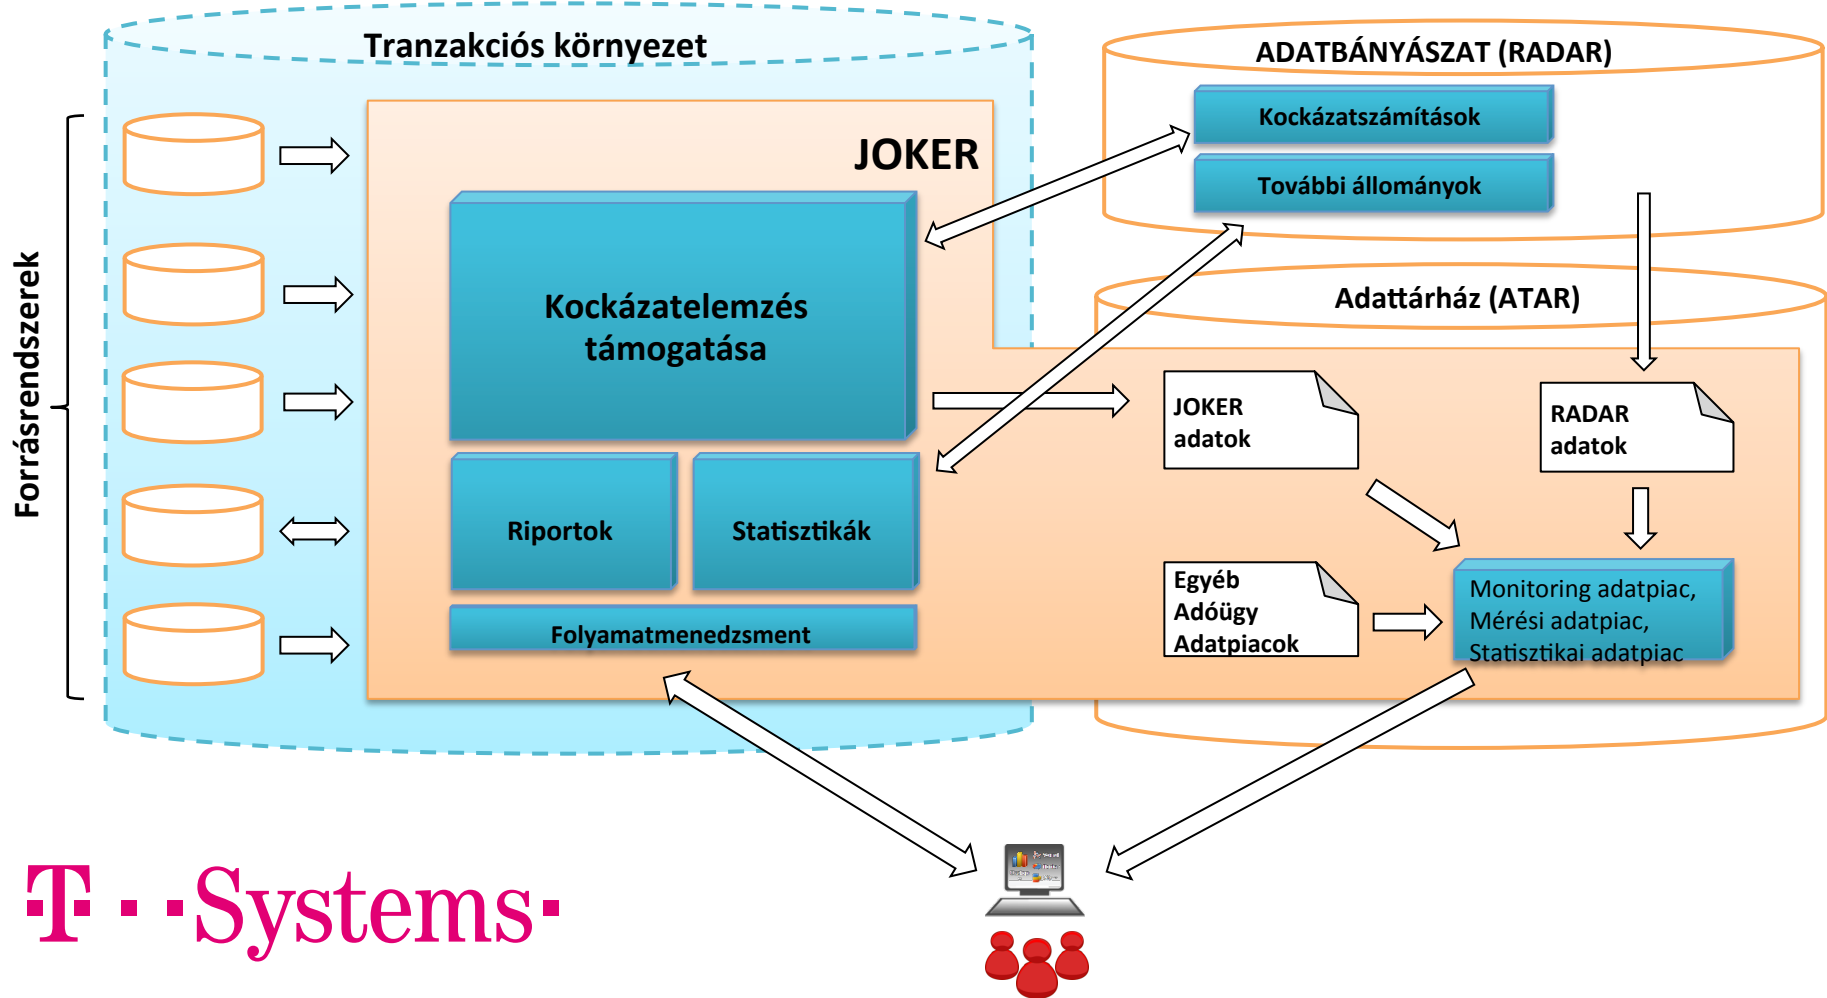 Tranzakciós környezet
ADATBÁNYÁSZAT (RADAR)
Kockázatszámítások
További állományok
JOKER
Forrásrendszerek
Kockázatelemzés
támogatása
Adattárház (ATAR)
JOKER
adatok
RADAR
adatok
Riportok
Statisztikák
Egyéb
Adóügy
Adatpiacok
Monitoring adatpiac,
Mérési adatpiac,
Statisztikai adatpiac
Folyamatmenedzsment
T · · Systems ·